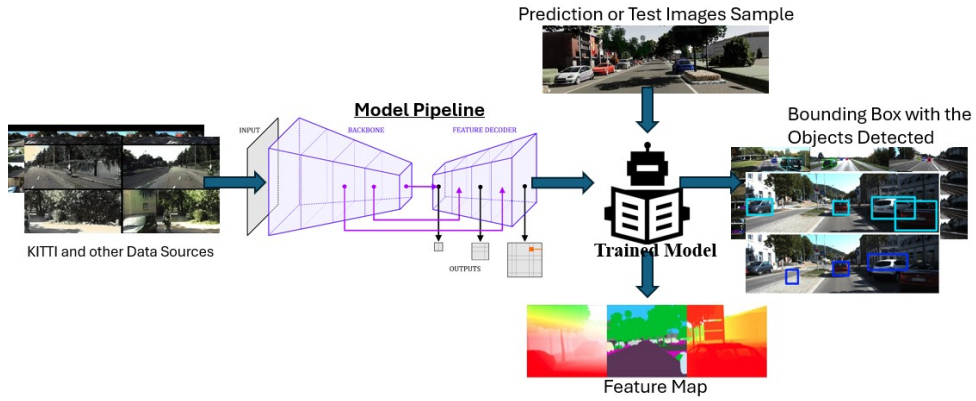 Prediction or Test Images Sample
Model Pipeline
INPUT
BACKBONE
FEATURE DECODER
Bounding Box with the
Objects Detected
KITTI and other Data Sources
OUTPUTS
Trained Model
Feature Map